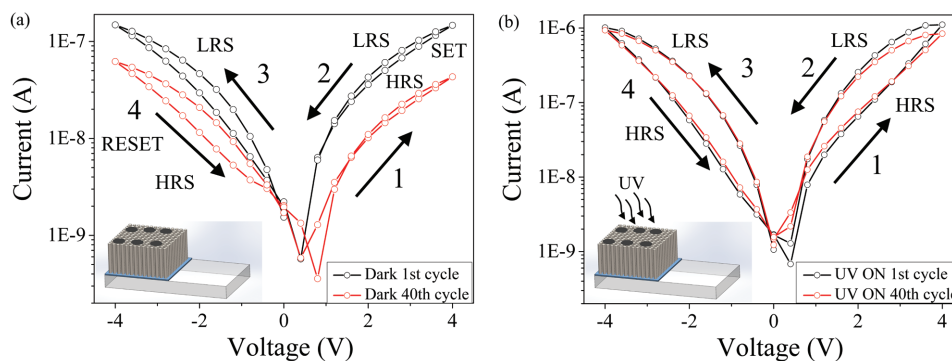 (a)
1E-7
1E-8
1E-9
Current (A)
-4 -2 0 2 4
Voltage (V)
LRS
3
4
RESET
HRS
2
SET
HRS
1
Dark 1st cycle
Dark 40th cycle
(b)
1E-6
1E-7
1E-8
1E-9
Current (A)
-4 -2 0 2 4
Voltage (V)
LRS
3
4
HRS
UV
LRS
2
HRS
1
UV ON 1st cycle
UV ON 40th cycle